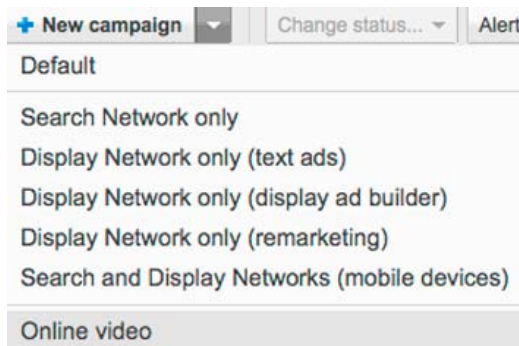 + New campaign Change status... Alert
Default
Search Network only
Display Network only (text ads)
Display Network only (display ad builder)
Display Network only (remarketing)
Search and Display Networks (mobile devices)
Online video